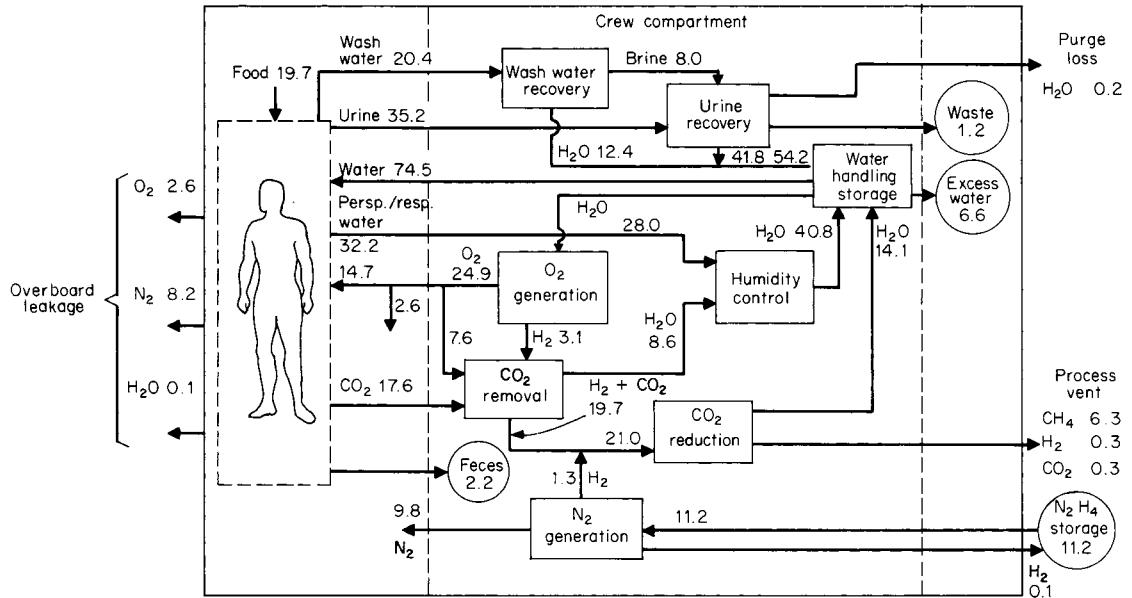 Crew compartment
Wash
water 20.4
Food 19.7
Wash water
recovery
Brine 8.0
Urine
recovery
Purge
loss
H₂O 0.2
Waste
1.2
Urine 35.2
H₂O 12.4
41.8 54.2
Water
handling
storage
Excess
water
6.6
Water 74.5
Persp./resp.
water
32.2
H₂O
28.0
H₂O 40.8
H₂O
14.1
Overboard
leakage
O₂ 2.6
N₂ 8.2
H₂O 0.1
14.7
2.6
O₂
24.9
O₂
generation
Humidity
control
7.6
H₂ 3.1
H₂O
8.6
CO₂
removal
CO₂ 17.6
H₂ + CO₂
19.7
21.0
CO₂
reduction
Process
vent
CH₄ 6.3
H₂ 0.3
CO₂ 0.3
Feces
2.2
1.3 H₂
9.8
N₂
N₂
generation
11.2
N₂ H₄
storage
11.2
H₂
0.1